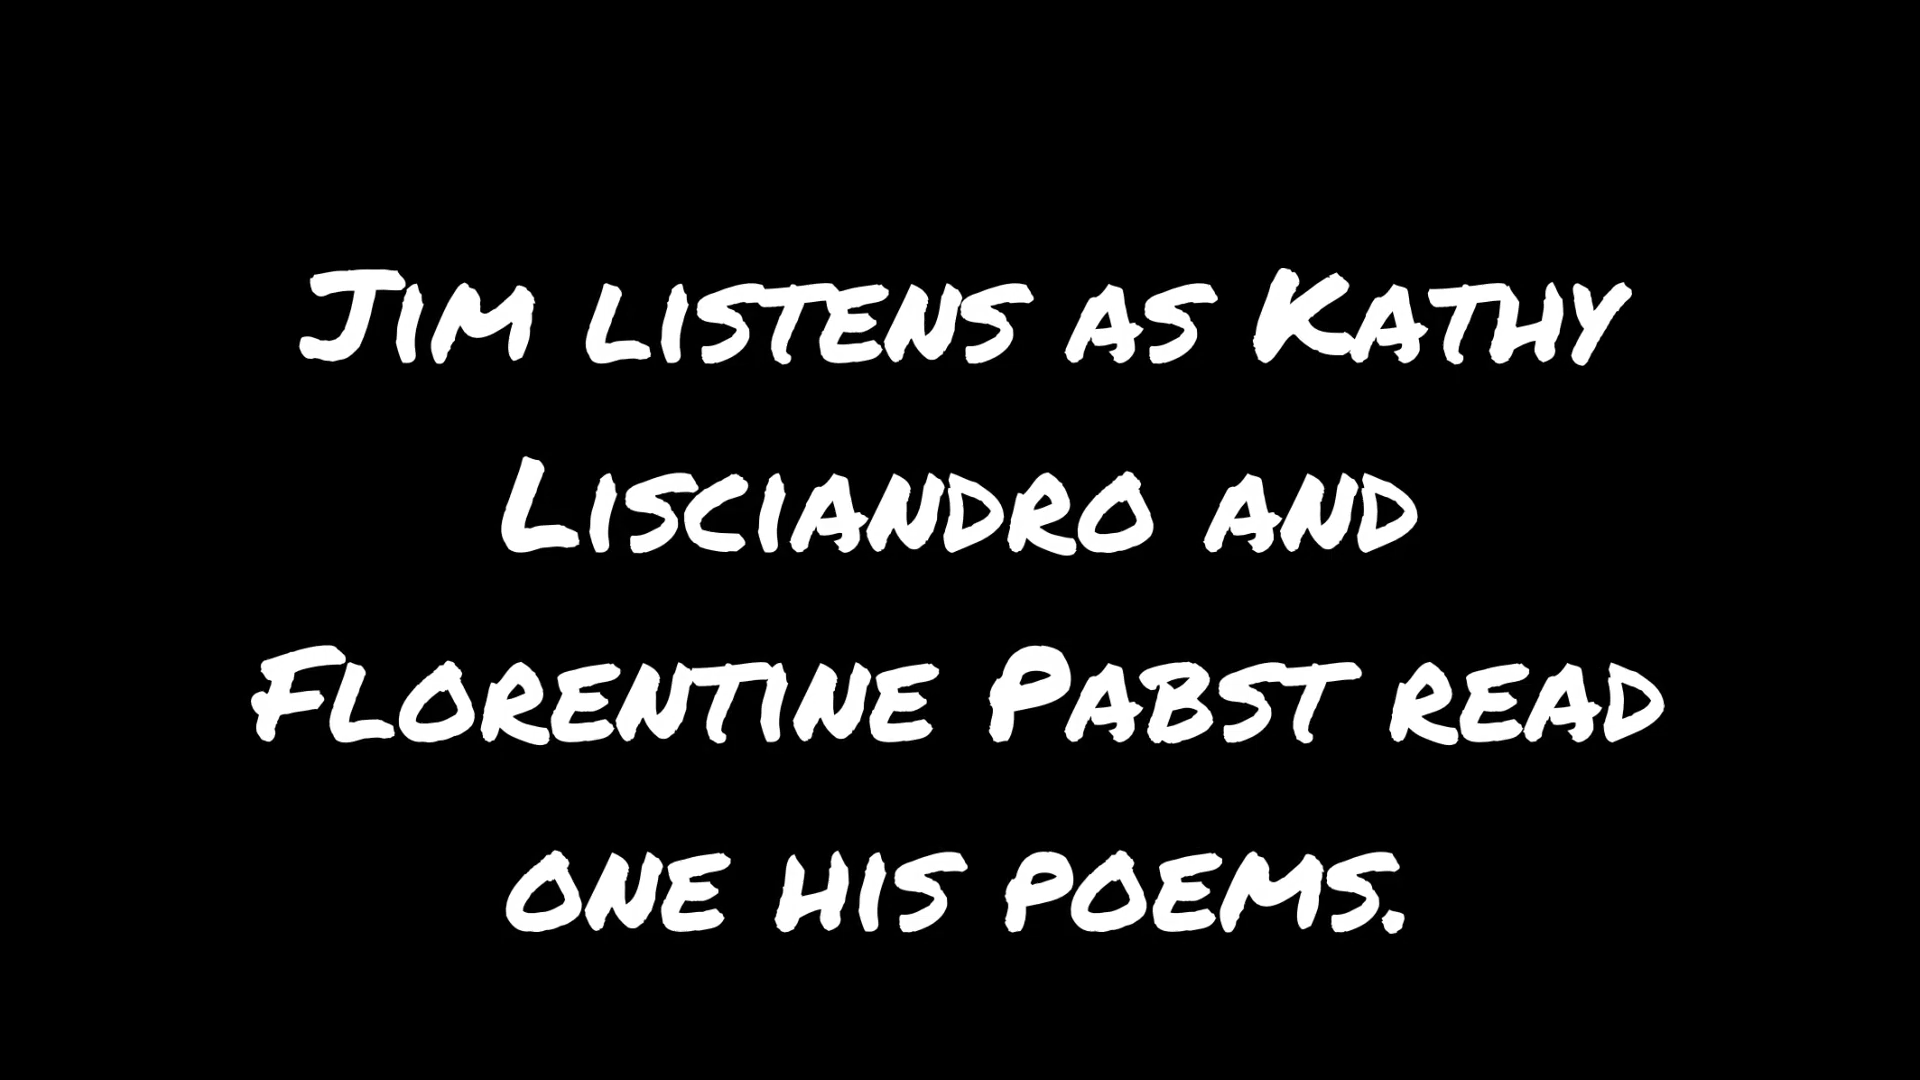 Jim listens as Kathy
Lisciandro and
Florentine Pabst read
one his poems.